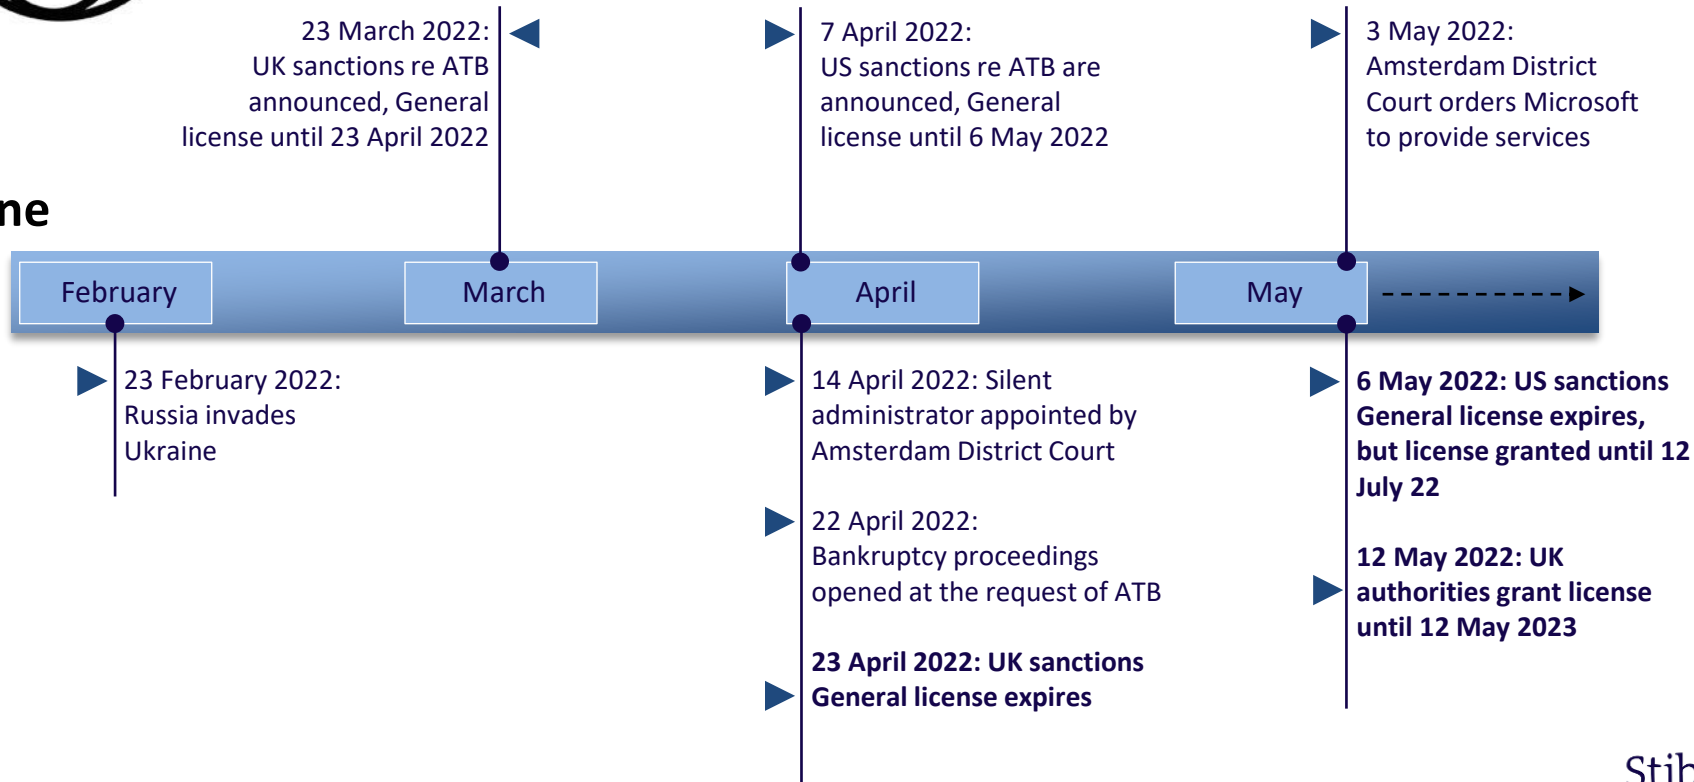 23 March 2022:
UK sanctions re ATB
announced, General
license until 23 April 2022
7 April 2022:
US sanctions re ATB are
announced, General
license until 6 May 2022
3 May 2022:
Amsterdam District
Court orders Microsoft
to provide services
ne
February
March
April
May
23 February 2022:
Russia invades
Ukraine
14 April 2022: Silent
administrator appointed by
Amsterdam District Court
22 April 2022:
Bankruptcy proceedings
opened at the request of ATB
23 April 2022: UK sanctions
General license expires
6 May 2022: US sanctions
General license expires,
but license granted until 12
July 22
12 May 2022: UK
authorities grant license
until 12 May 2023